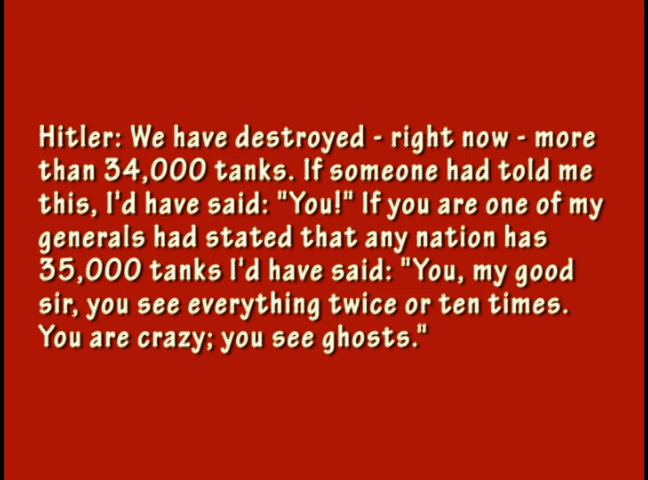 Hitler: We have destroyed - right now - more
than 34,000 tanks. If someone had told me
this, I'd have said: "You!" If you are one of my
generals had stated that any nation has
35,000 tanks I'd have said: "You, my good
sir, you see everything twice or ten times.
You are crazy; you see ghosts."